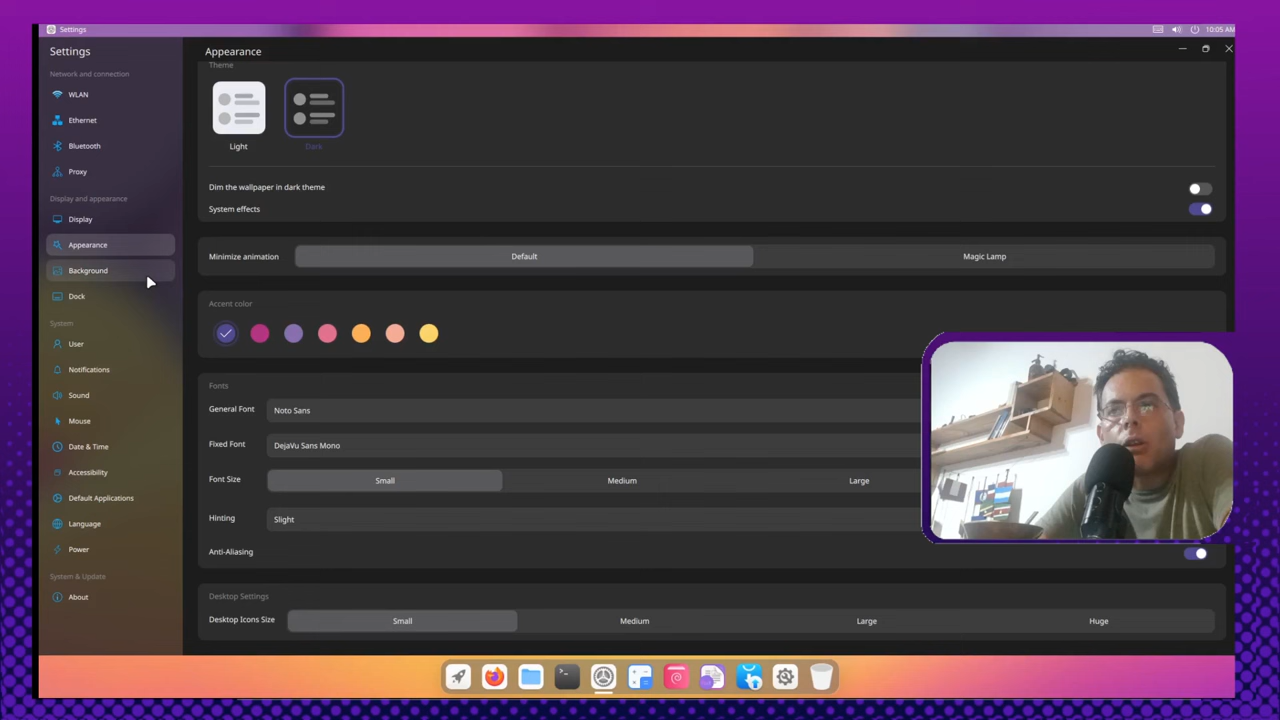 Settings
10:05 AM
Settings
Network and connection
WLAN
Ethernet
Bluetooth
Proxy
Display and appearance
Display
Appearance
Background
Dock
System
User
Notifications
Sound
Mouse
Date & Time
Accessibility
Default Applications
Language
Power
System & Update
About
Appearance
Theme
Light
Dark
Dim the wallpaper in dark theme
System effects
Minimize animation
Default
Magic Lamp
Accent color
Fonts
General Font
Noto Sans
Fixed Font
DejaVu Sans Mono
Font Size
Small
Medium
Large
Hinting
Slight
Anti-Aliasing
Desktop Settings
Desktop Icons Size
Small
Medium
Large
Huge